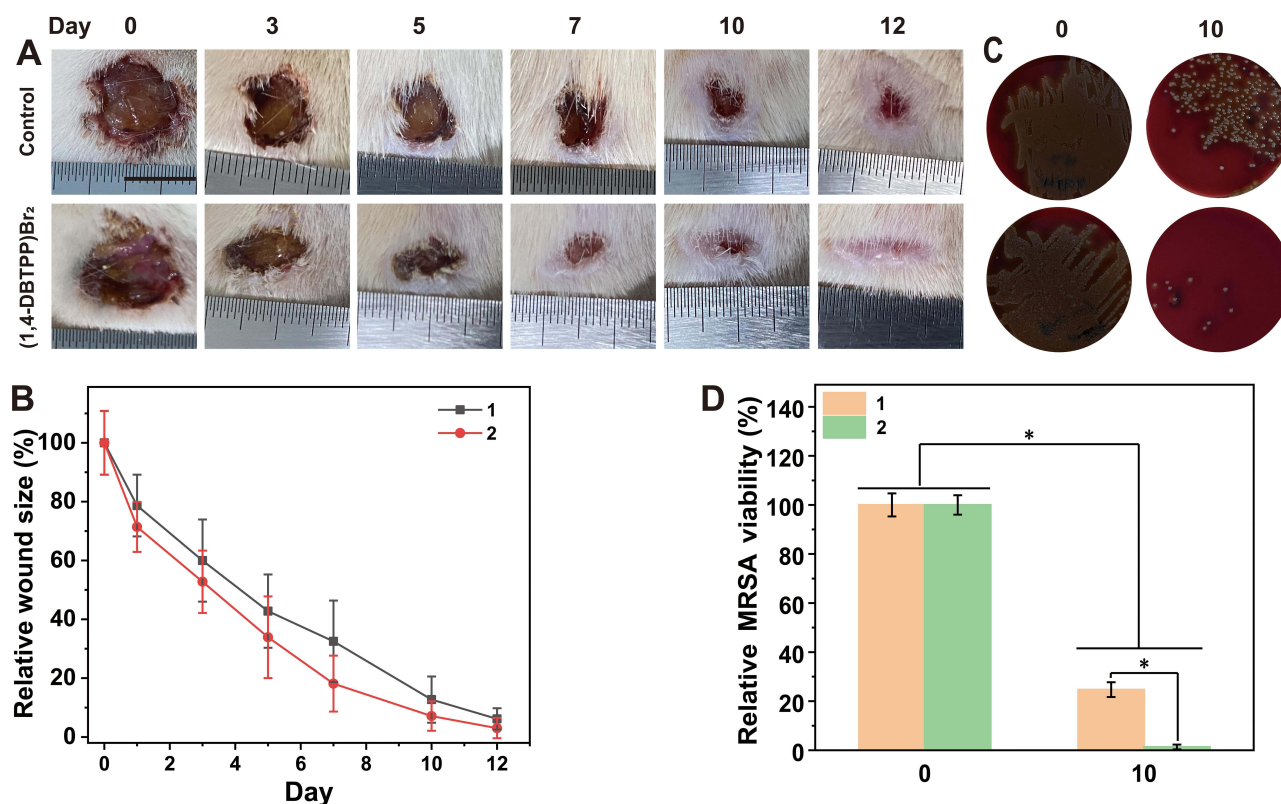 Day 0 3 5 7 10 12
A
Control
(1,4-DBTPP)Br₂
C
0 10
B
Relative wound size (%)
100
80
60
40
20
0
0 2 4 6 8 10 12
Day
1
2
D
Relative MRSA viability (%)
140
120
100
80
60
40
20
0
0 10
1
2
*
*